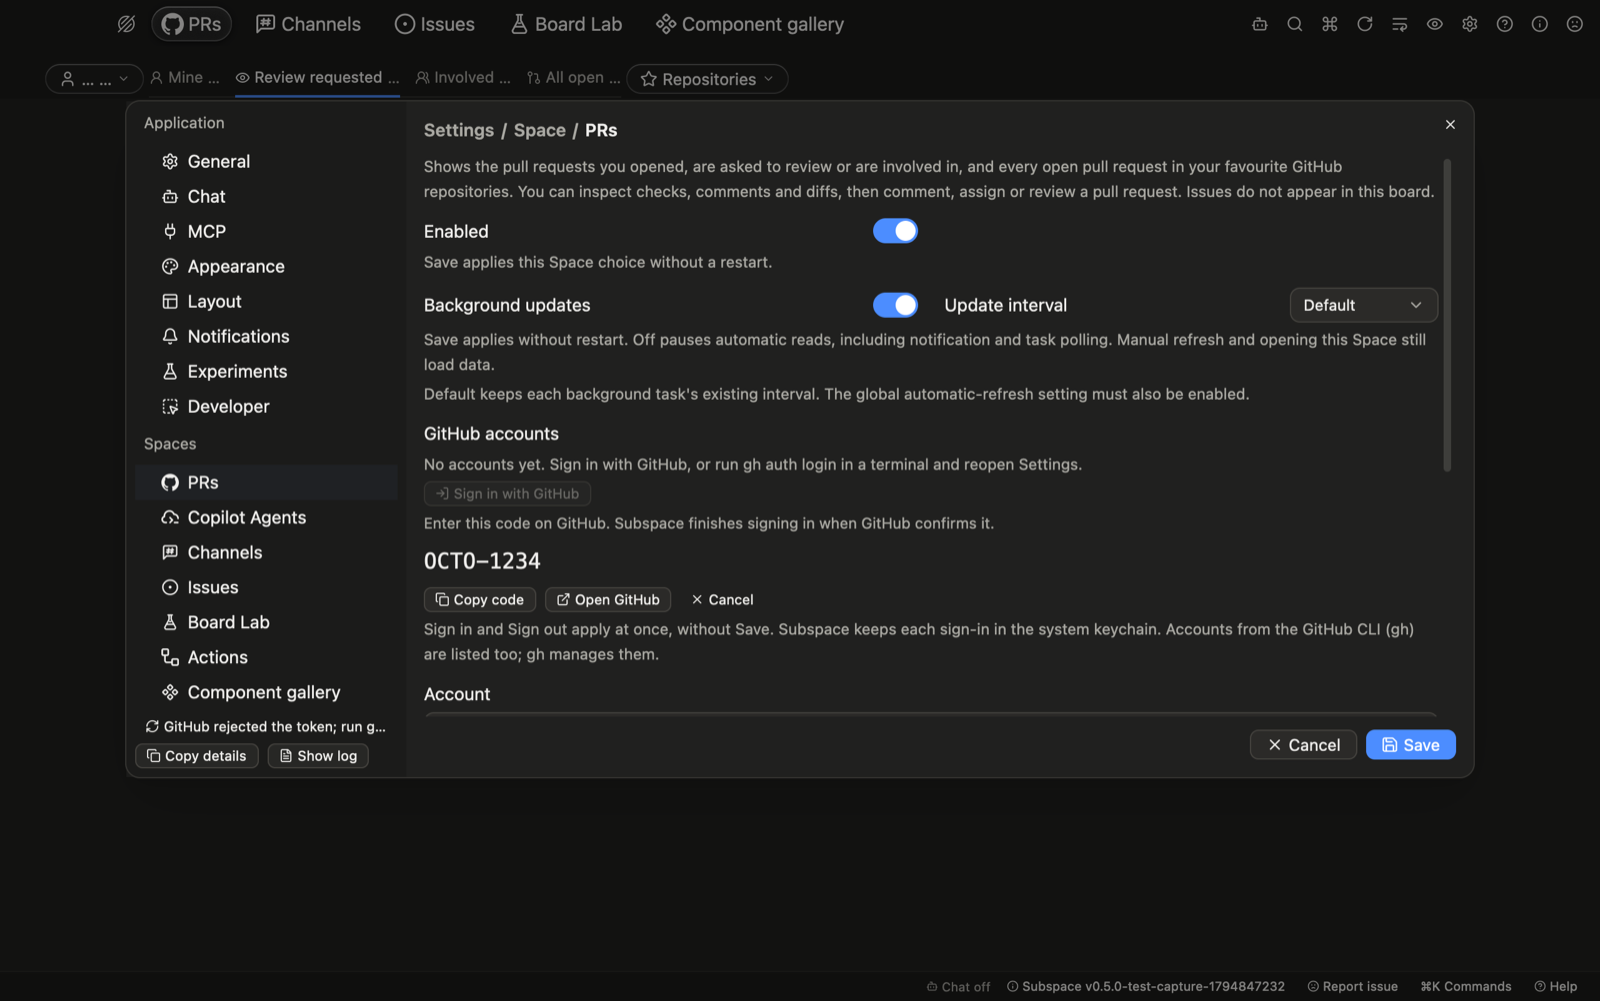 PRs
Channels
Issues
Board Lab
Component gallery
... ...
Mine ...
Review requested ...
Involved ...
All open ...
Repositories
Application
General
Chat
MCP
Appearance
Layout
Notifications
Experiments
Developer
Spaces
PRs
Copilot Agents
Channels
Issues
Board Lab
Actions
Component gallery
GitHub rejected the token; run g...
Copy details
Show log
Settings / Space / PRs
Shows the pull requests you opened, are asked to review or are involved in, and every open pull request in your favourite GitHub
repositories. You can inspect checks, comments and diffs, then comment, assign or review a pull request. Issues do not appear in this board.
Enabled
Save applies this Space choice without a restart.
Background updates
Update interval
Default
Save applies without restart. Off pauses automatic reads, including notification and task polling. Manual refresh and opening this Space still
load data.
Default keeps each background task's existing interval. The global automatic-refresh setting must also be enabled.
GitHub accounts
No accounts yet. Sign in with GitHub, or run gh auth login in a terminal and reopen Settings.
Sign in with GitHub
Enter this code on GitHub. Subspace finishes signing in when GitHub confirms it.
OCTO-1234
Copy code
Open GitHub
Cancel
Sign in and Sign out apply at once, without Save. Subspace keeps each sign-in in the system keychain. Accounts from the GitHub CLI (gh)
are listed too; gh manages them.
Account
Cancel
Save
Chat off
Subspace v0.5.0-test-capture-1794847232
Report issue
⌘K Commands
Help